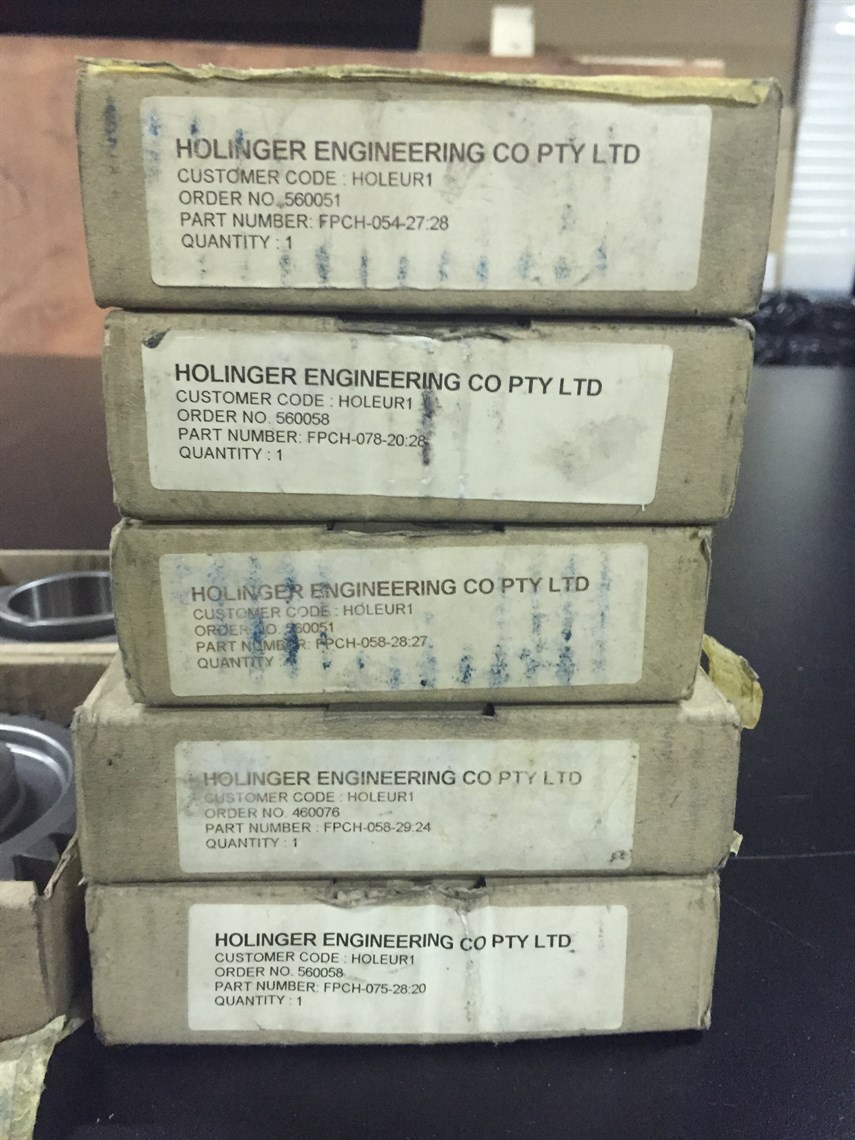 HOLINGER ENGINEERING CO PTY LTD
CUSTOMER CODE : HOLEUR1
ORDER NO. 560051
PART NUMBER: FPCH-054-27:28
QUANTITY : 1
HOLINGER ENGINEERING CO PTY LTD
CUSTOMER CODE : HOLEUR1
ORDER NO. 560058
PART NUMBER: FPCH-078-20:28
QUANTITY : 1
HOLINGER ENGINEERING CO PTY LTD
CUSTOMER CODE : HOLEUR1
ORDER NO. 560051
PART NUMBER: FPCH-058-28:27
QUANTITY
HOLINGER ENGINEERING CO PTY LTD
CUSTOMER CODE : HOLEUR1
ORDER NO. 460076
PART NUMBER : FPCH-058-29:24
QUANTITY : 1
HOLINGER ENGINEERING CO PTY LTD
CUSTOMER CODE : HOLEUR1
ORDER NO. 560058
PART NUMBER: FPCH-075-28:20
QUANTITY : 1